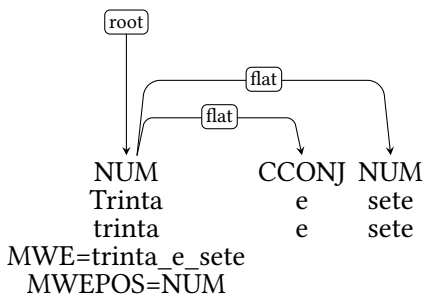 root
flat
flat
NUM CCONJ NUM
Trinta e sete
trinta e sete
MWE=trinta_e_sete
MWEPOS=NUM